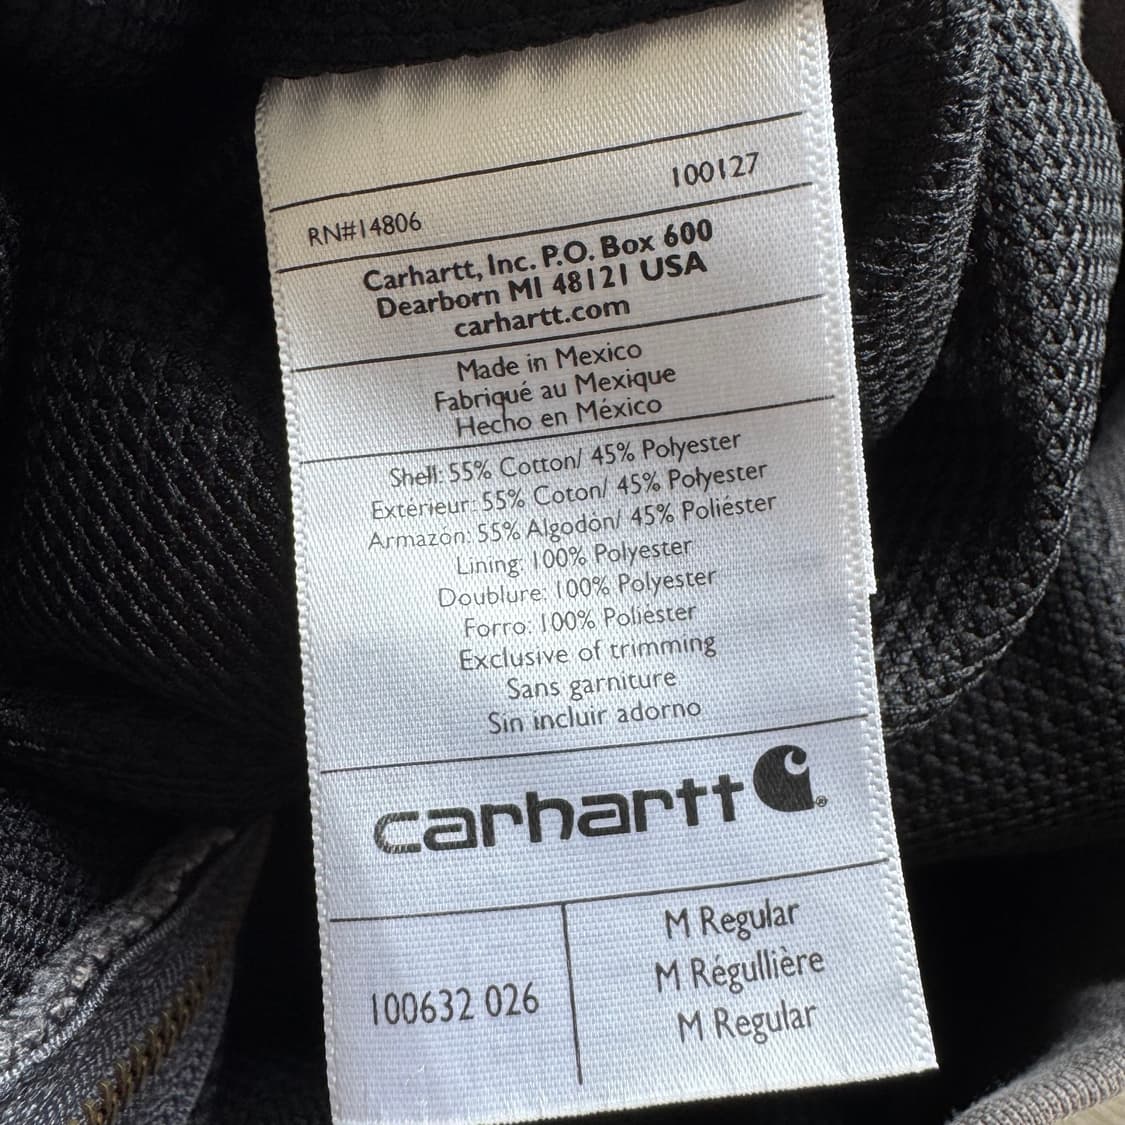 RN#14806 100127
Carhartt, Inc. P.O. Box 600
Dearborn MI 48121 USA
carhartt.com
Made in Mexico
Fabriqué au Mexique
Hecho en México
Shell: 55% Cotton/ 45% Polyester
Extérieur: 55% Coton/ 45% Polyester
Armazón: 55% Algodón/ 45% Poliéster
Lining: 100% Polyester
Doublure: 100% Polyester
Forro: 100% Poliéster
Exclusive of trimming
Sans garniture
Sin incluir adorno
carhartt ®
100632 026
M Regular
M Régullière
M Regular